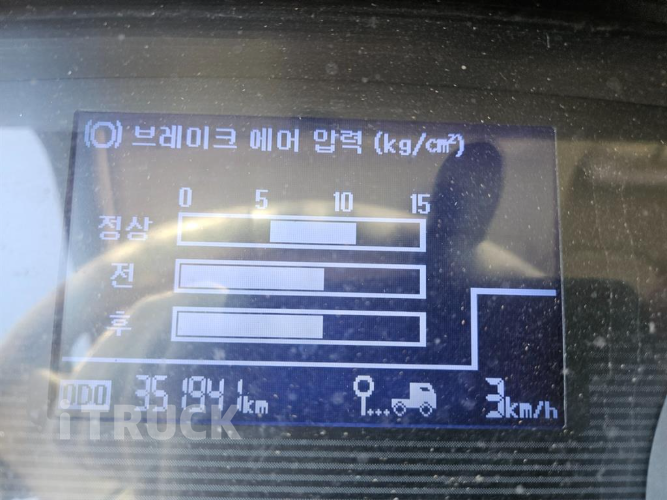 브레이크 에어 압력 (kg/cm²)
0 5 10 15
정상
전
후
ODO 351941km 3km/h
iTRUCK